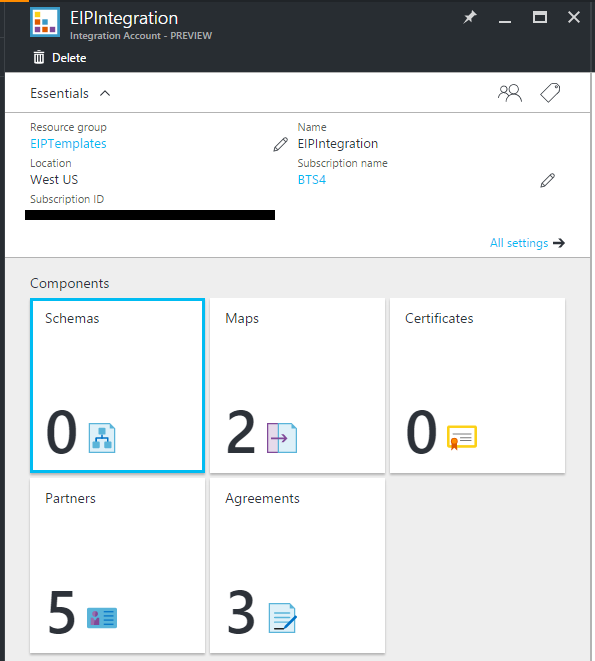 EIPIntegration
Integration Account - PREVIEW
Delete
Essentials
Resource group
EIPTemplates
Name
EIPIntegration
Location
West US
Subscription name
BTS4
Subscription ID
All settings
Components
Schemas
0
Maps
2
Certificates
0
Partners
5
Agreements
3